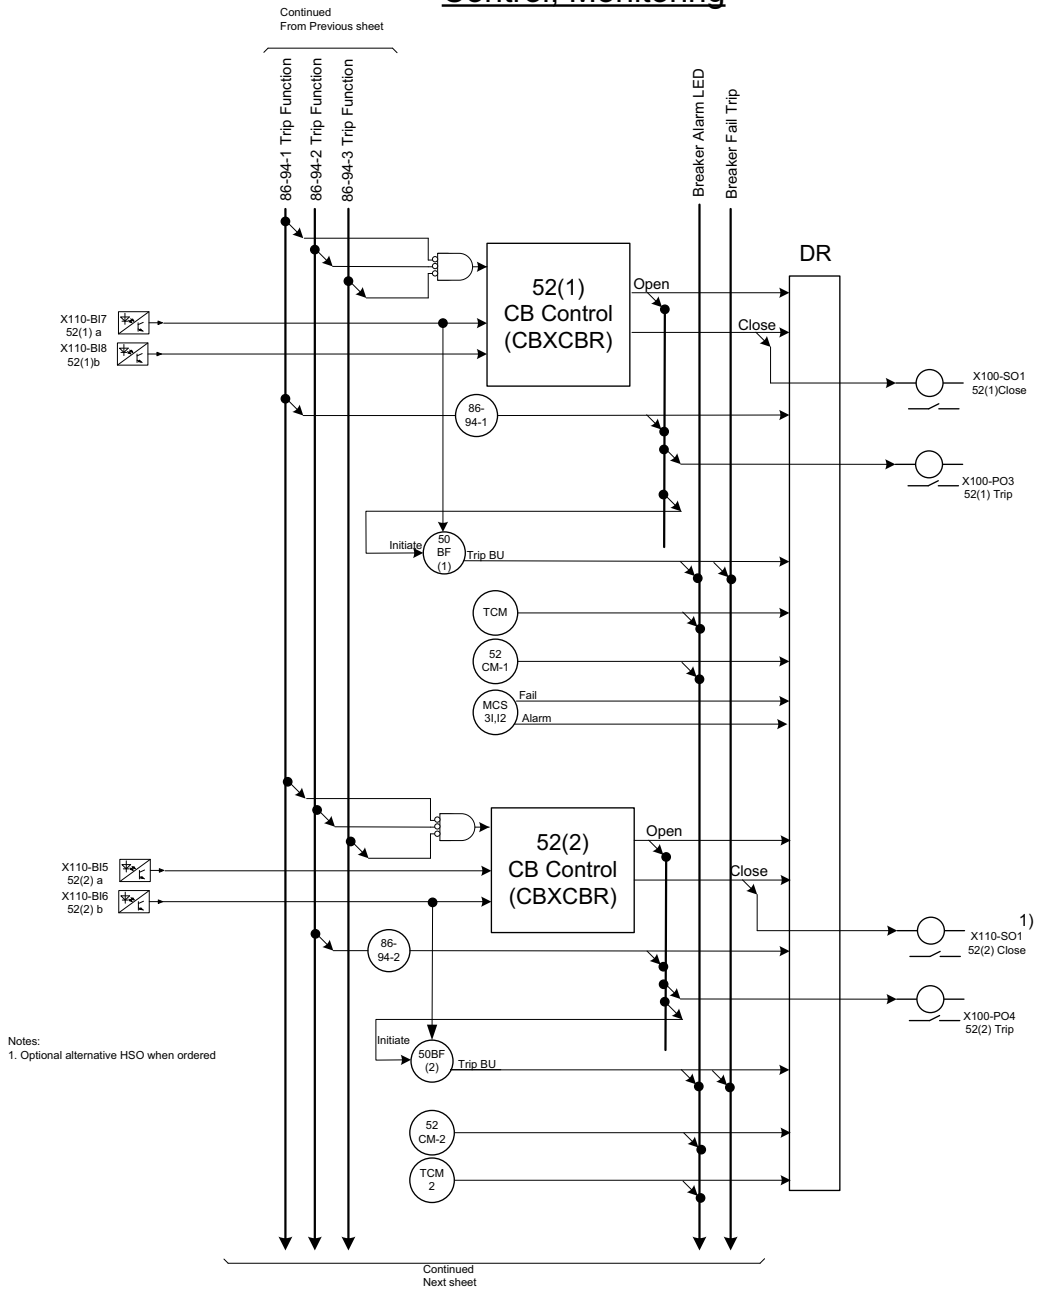 Control, Monitoring
Continued
From Previous sheet
86-94-1 Trip Function
86-94-2 Trip Function
86-94-3 Trip Function
Breaker Alarm LED
Breaker Fail Trip
DR
52(1)
CB Control
(CBXCBR)
Open
Close
X110-BI7
52(1) a
X110-BI8
52(1)b
X100-SO1
52(1)Close
86-
94-1
X100-PO3
52(1) Trip
Initiate
50
BF
(1)
Trip BU
TCM
52
CM-1
MCS
3I,I2
Fail
Alarm
52(2)
CB Control
(CBXCBR)
Open
Close
X110-BI5
52(2) a
X110-BI6
52(2) b
1)
X110-SO1
52(2) Close
86-
94-2
X100-PO4
52(2) Trip
Notes:
1. Optional alternative HSO when ordered
Initiate
50BF
(2)
Trip BU
52
CM-2
TCM
2
Continued
Next sheet